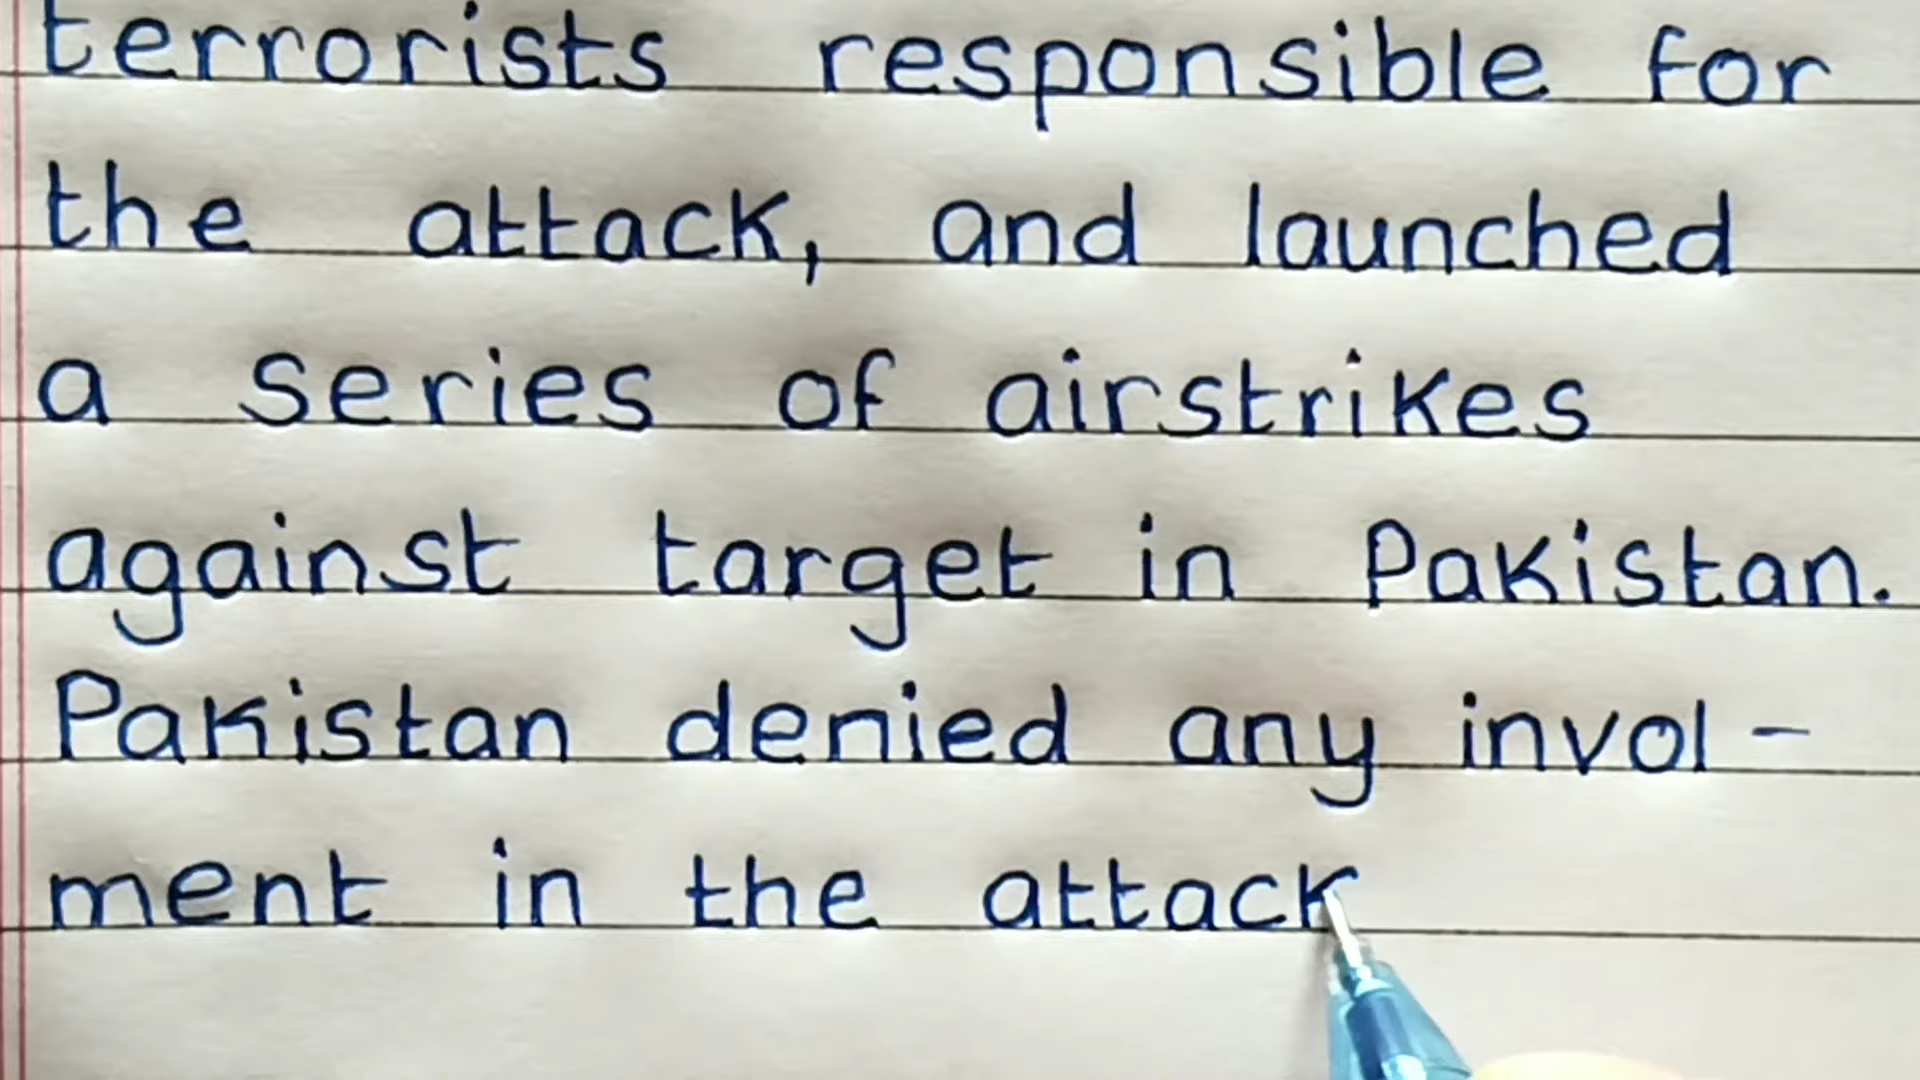 terrorists responsible for
the attack, and launched
a series of airstrikes
against target in Pakistan.
Pakistan denied any invol-
ment in the attack